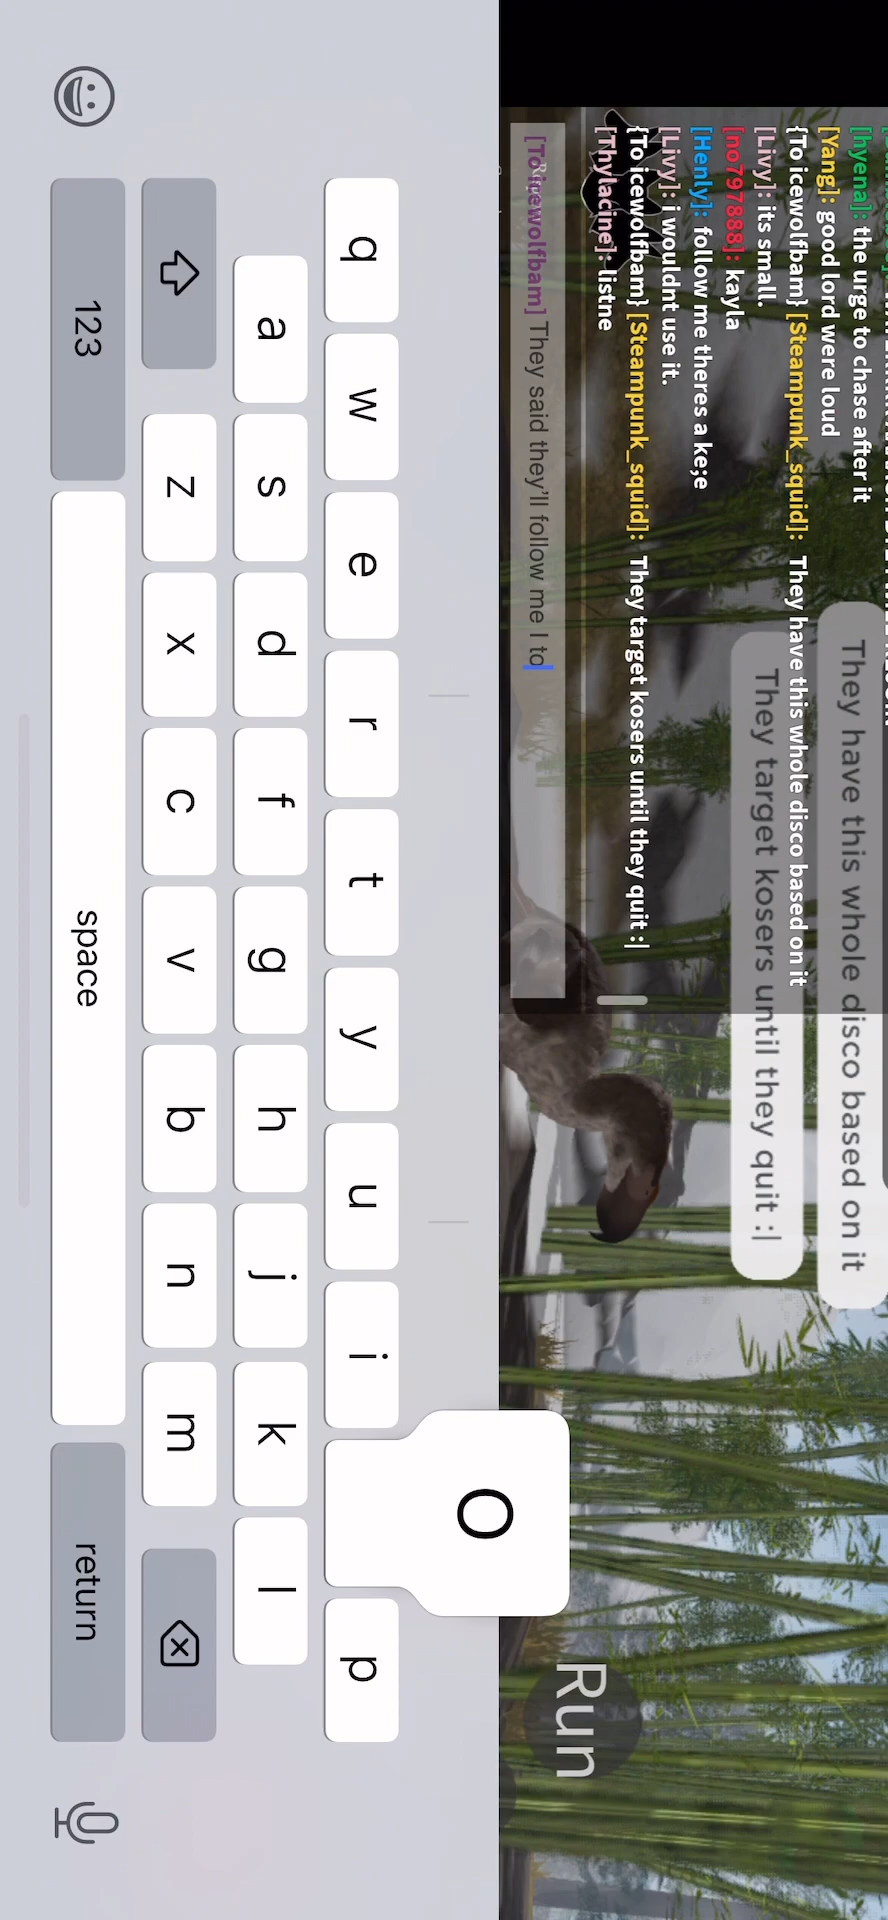 [hyena]: the urge to chase after it
[Yang]: good lord were loud
{To icewolfbam} [Steampunk_squid]: They have this whole disco based on it
[Livy]: its small.
[no797888]: kayla
[Henly]: follow me theres a ke;e
[Livy]: i wouldnt use it.
{To icewolfbam} [Steampunk_squid]: They target kosers until they quit :|
[Thylacine]: listne
[To icewolfbam] They said they’ll follow me I to
They have this whole disco based on it
They target kosers until they quit :|
Run
q w e r t y u i O p
a s d f g h j k l
z x c v b n m
123 space return